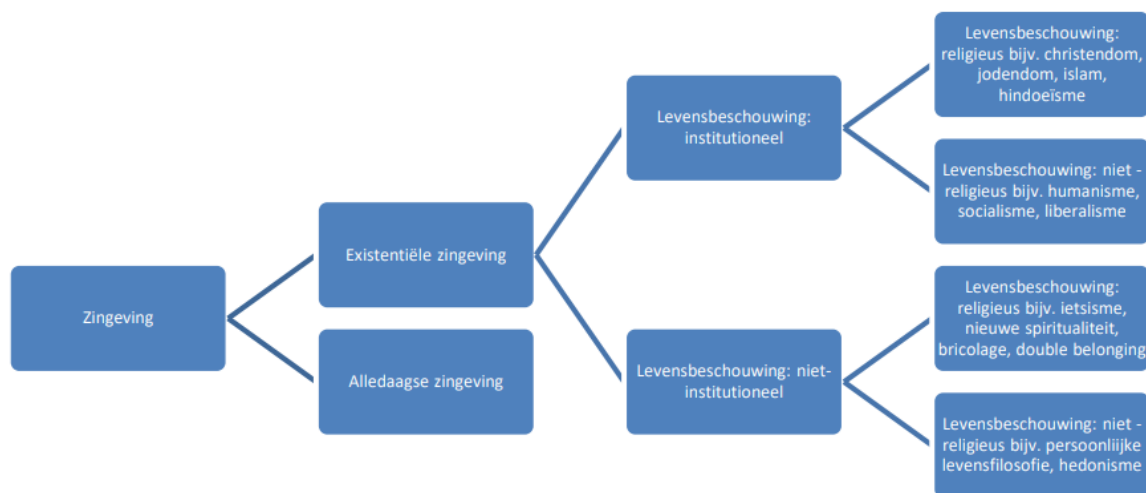 Zingeving
Existentiële zingeving
Alledaagse zingeving
Levensbeschouwing:
institutioneel
Levensbeschouwing: niet-
institutioneel
Levensbeschouwing:
religieus bijv. christendom,
jodendom, islam,
hindoeïsme
Levensbeschouwing: niet -
religieus bijv. humanisme,
socialisme, liberalisme
Levensbeschouwing:
religieus bijv. ietsisme,
nieuwe spiritualiteit,
bricolage, double belonging
Levensbeschouwing: niet -
religieus bijv. persoonliijke
levensfilosofie, hedonisme